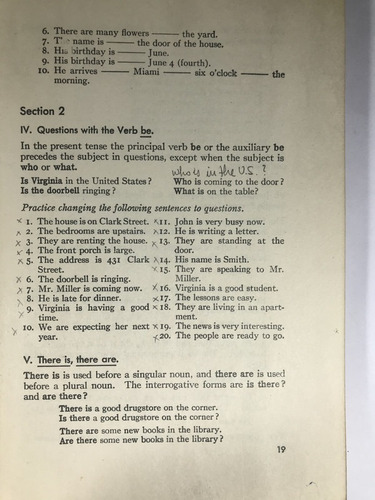 6. There are many flowers ——— the yard.
7. name is ——— the door of the house.
8. His birthday is ——— June.
9. His birthday is ——— June 4 (fourth).
10. He arrives ——— Miami ——— six o'clock ——— the
morning.
Section 2
IV. Questions with the Verb be.
In the present tense the principal verb be or the auxiliary be
precedes the subject in questions, except when the subject is
who or what.
who is in the U.S.?
Is Virginia in the United States? Who is coming to the door?
Is the doorbell ringing? What is on the table?
Practice changing the following sentences to questions.
x 1. The house is on Clark Street.
x 2. The bedrooms are upstairs.
x 3. They are renting the house.
x 4. The front porch is large.
x 5. The address is 431 Clark
Street.
x 6. The doorbell is ringing.
x 7. Mr. Miller is coming now.
x 8. He is late for dinner.
x 9. Virginia is having a good
time.
x 10. We are expecting her next
year.
x 11. John is very busy now.
x 12. He is writing a letter.
x 13. They are standing at the
door.
x 14. His name is Smith.
x 15. They are speaking to Mr.
Miller.
x 16. Virginia is a good student.
x 17. The lessons are easy.
x 18. They are living in an apart-
ment.
x 19. The news is very interesting.
x 20. The people are ready to go.
V. There is, there are.
There is is used before a singular noun, and there are is used
before a plural noun. The interrogative forms are is there?
and are there?
There is a good drugstore on the corner.
Is there a good drugstore on the corner?
There are some new books in the library.
Are there some new books in the library?
19